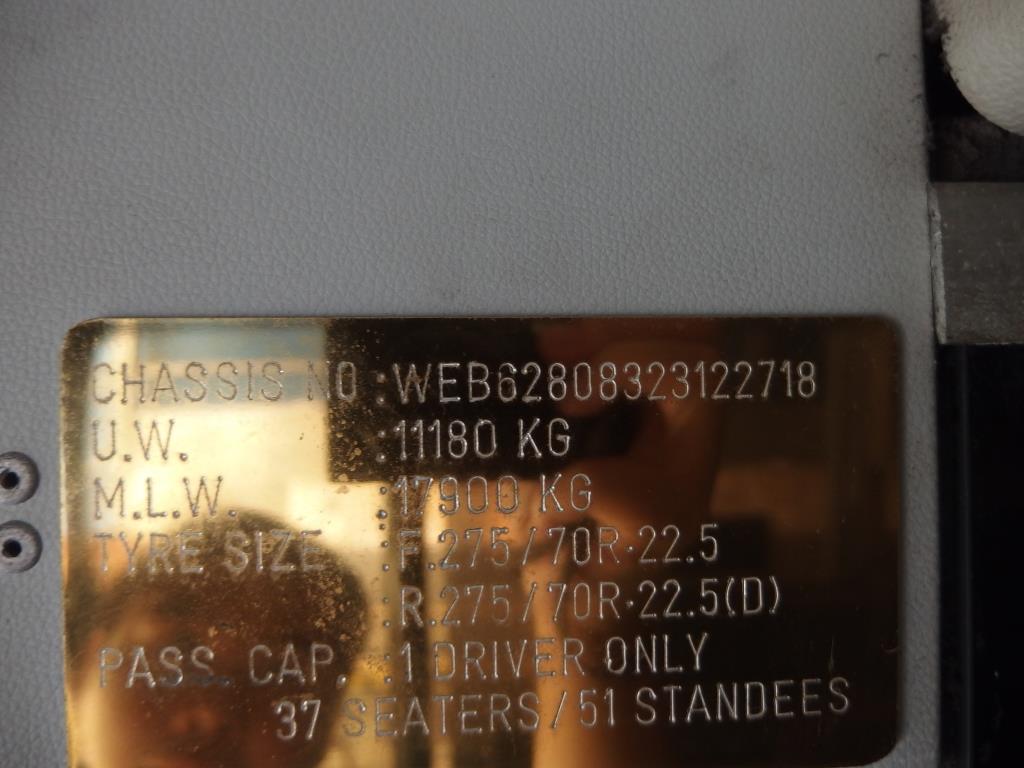 CHASSIS NO :WEB62808323122718
U.W. :11180 KG
M.L.W. :17900 KG
TYRE SIZE :F.275/70R.22.5
:R.275/70R.22.5(D)
PASS. CAP. :1 DRIVER ONLY
37 SEATERS/51 STANDEES